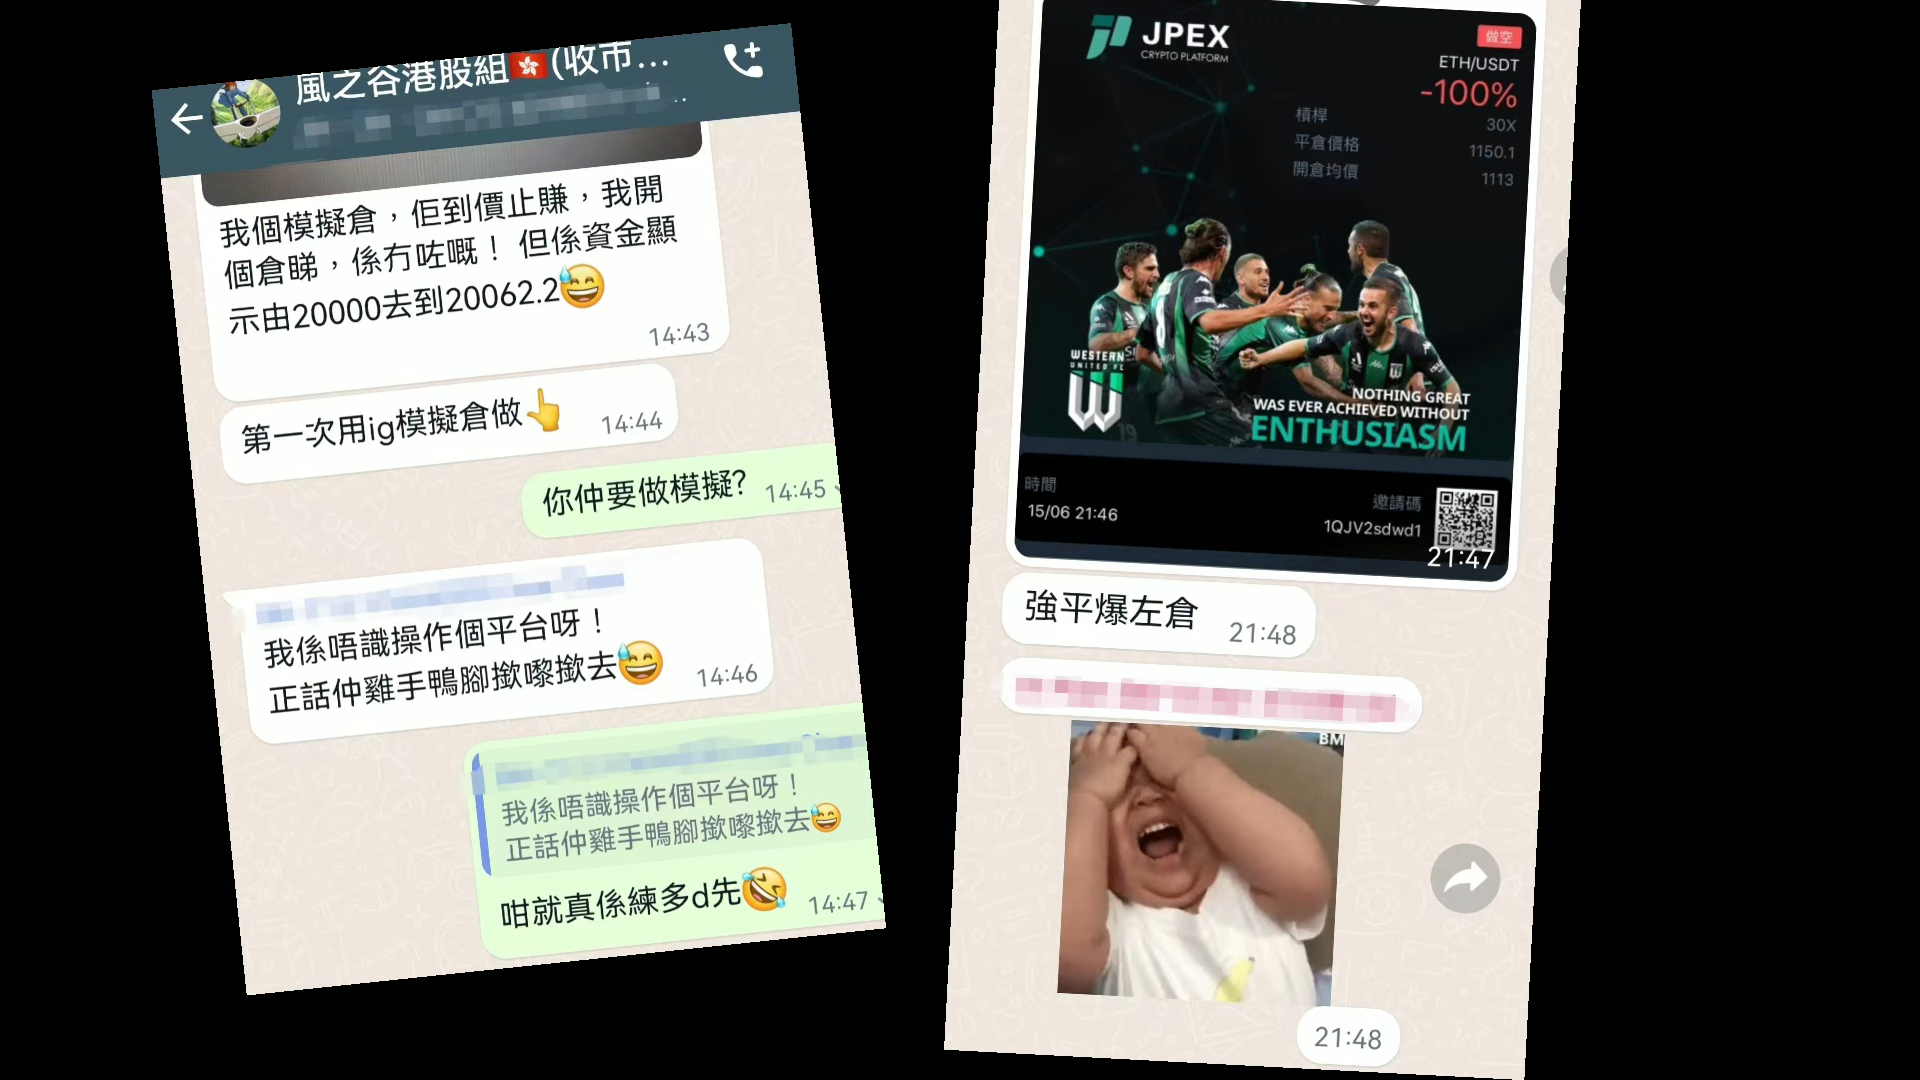 風之谷港股組🇭🇰(收市...
我個模擬倉，佢到價止賺，我開
個倉睇，係冇咗嘅！ 但係資金顯
示由20000去到20062.2😅
14:43
第一次用ig模擬倉做👆
14:44
你仲要做模擬?
14:45
我係唔識操作個平台呀！
正話仲雞手鴨腳撳嚟撳去😅
14:46
我係唔識操作個平台呀！
正話仲雞手鴨腳撳嚟撳去😅
咁就真係練多d先🤣
14:47
JPEX
CRYPTO PLATFORM
做空
ETH/USDT
-100%
槓桿 30X
平倉價格 1150.1
開倉均價 1113
WESTERN
UNITED FC
NOTHING GREAT
WAS EVER ACHIEVED WITHOUT
ENTHUSIASM
時間
15/06 21:46
邀請碼
1QJV2sdwd1
21:47
強平爆左倉
21:48
BM
21:48